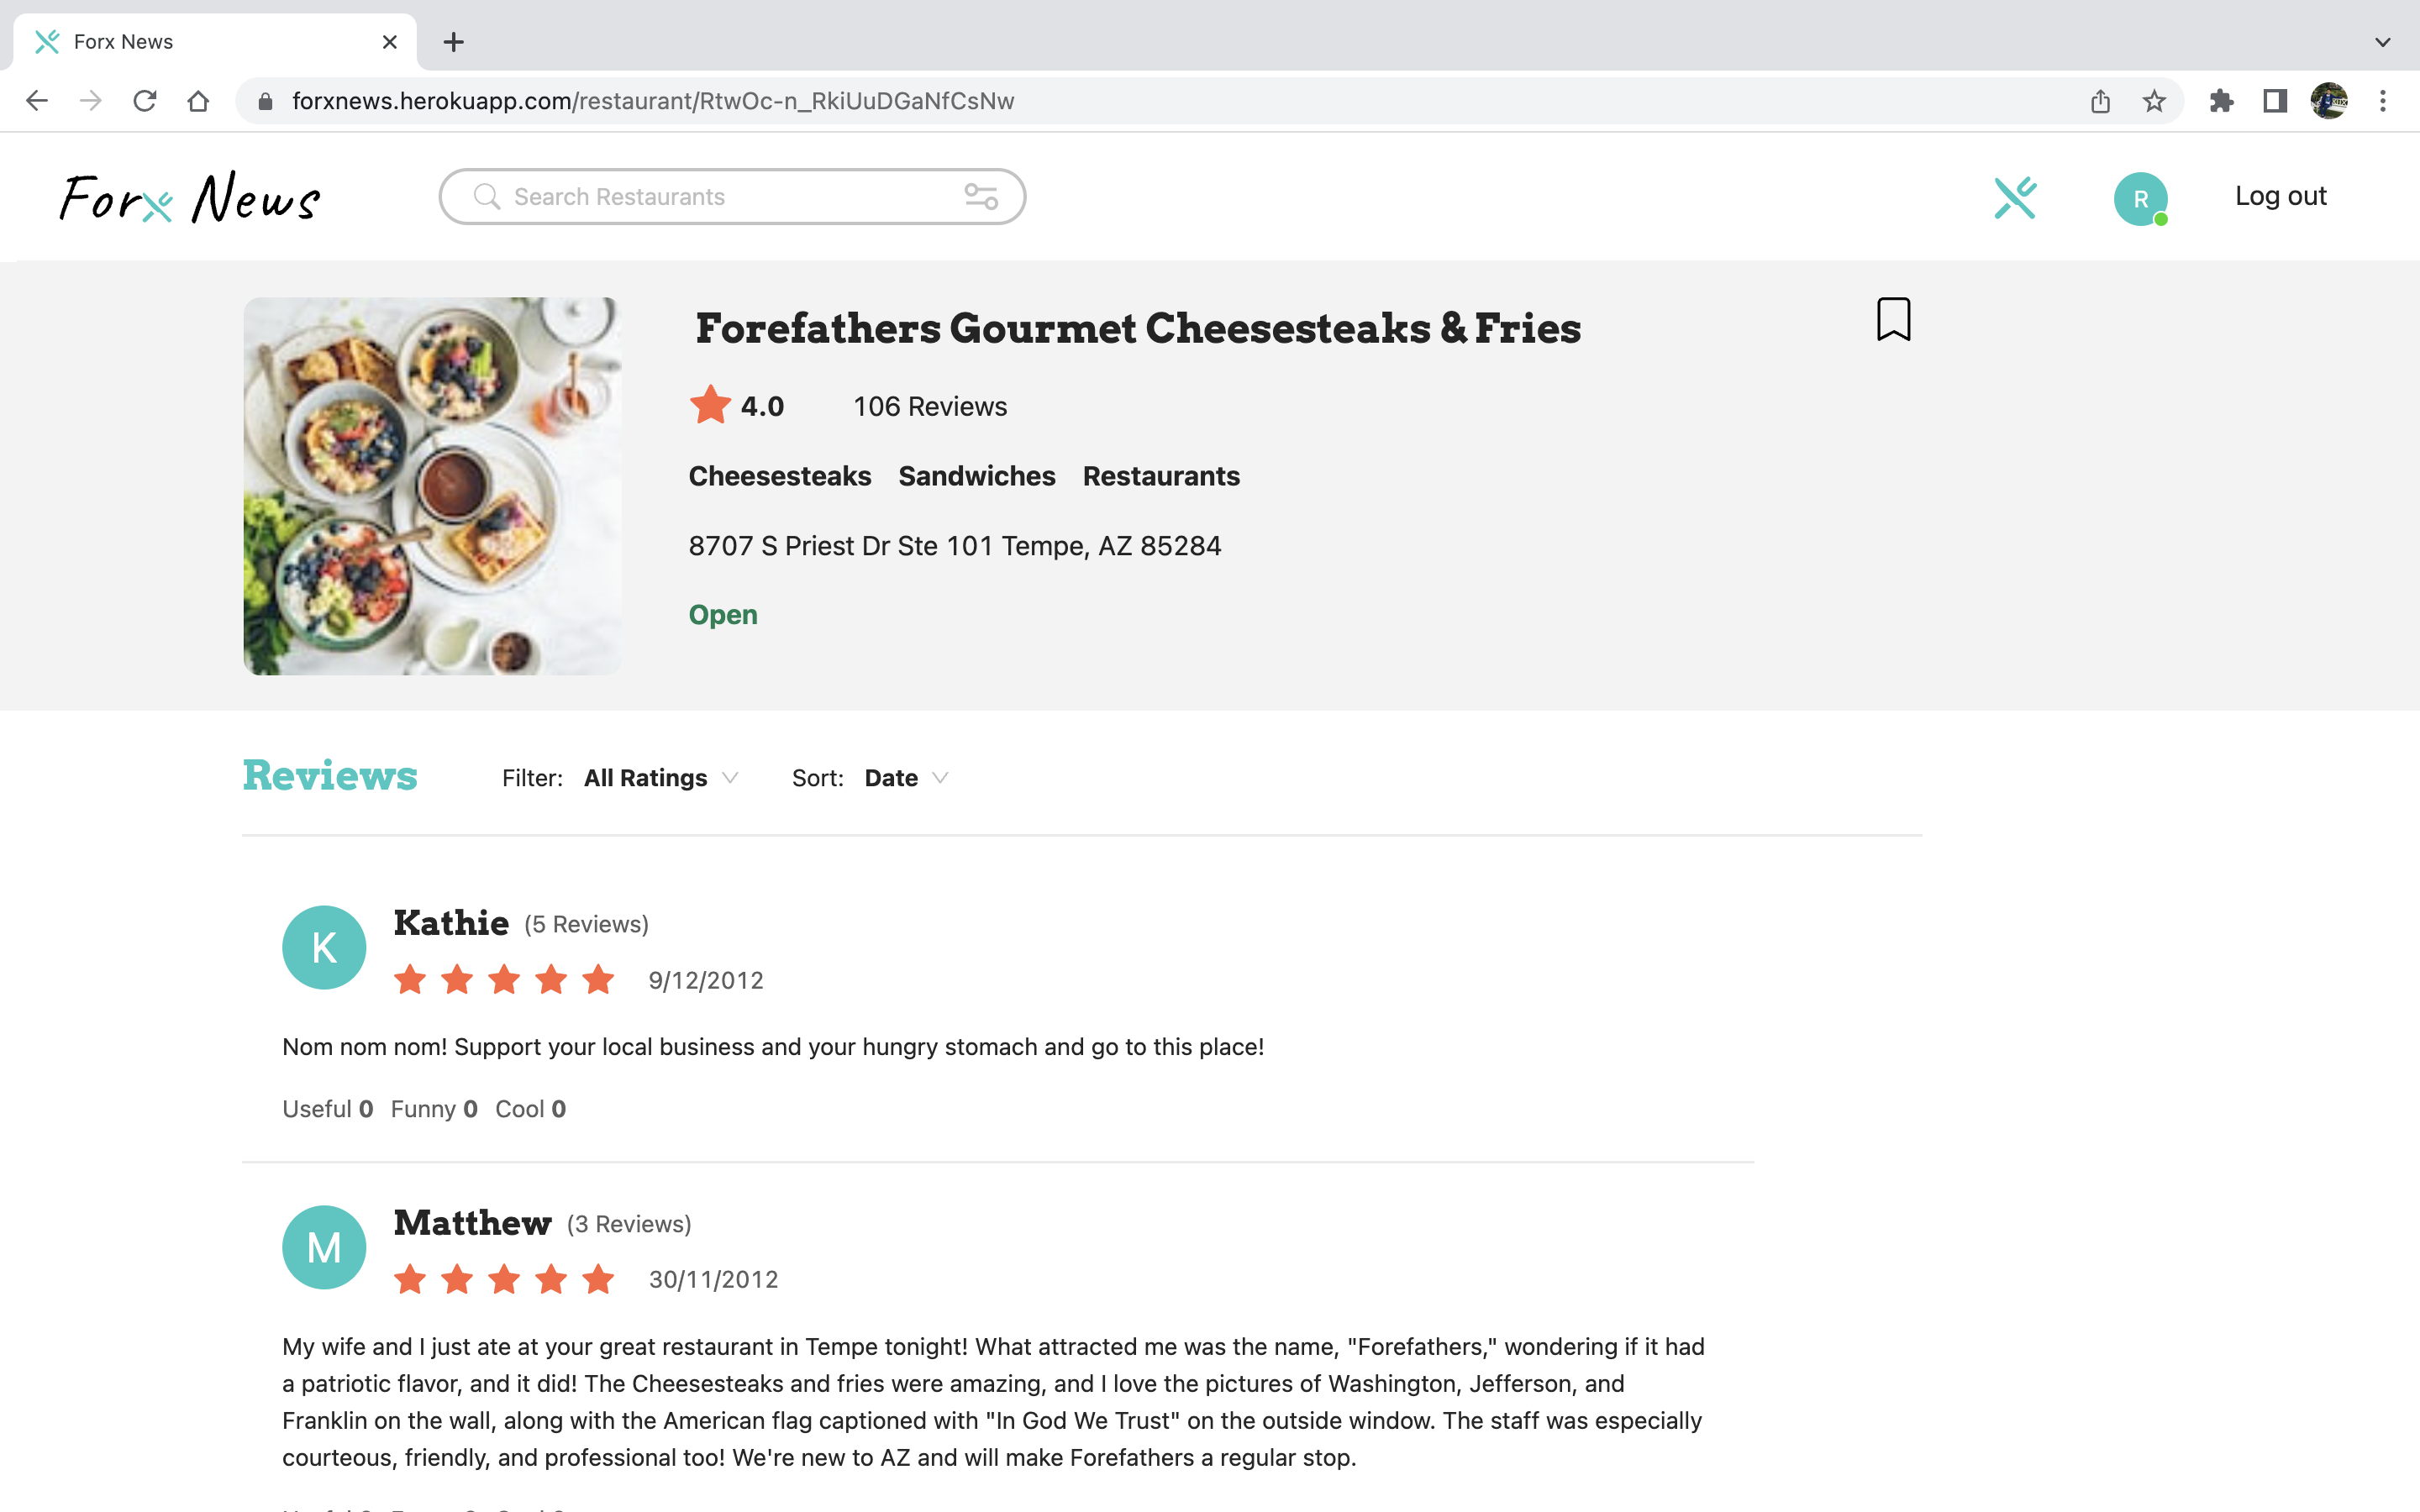 Forx News
forxnews.herokuapp.com/restaurant/RtwOc-n_RkiUuDGaNfCsNw
Forx News
Search Restaurants
R
Log out
Forefathers Gourmet Cheesesteaks & Fries
4.0 106 Reviews
Cheesesteaks Sandwiches Restaurants
8707 S Priest Dr Ste 101 Tempe, AZ 85284
Open
Reviews Filter: All Ratings Sort: Date
K
Kathie (5 Reviews)
9/12/2012
Nom nom nom! Support your local business and your hungry stomach and go to this place!
Useful 0 Funny 0 Cool 0
M
Matthew (3 Reviews)
30/11/2012
My wife and I just ate at your great restaurant in Tempe tonight! What attracted me was the name, "Forefathers," wondering if it had
a patriotic flavor, and it did! The Cheesesteaks and fries were amazing, and I love the pictures of Washington, Jefferson, and
Franklin on the wall, along with the American flag captioned with "In God We Trust" on the outside window. The staff was especially
courteous, friendly, and professional too! We're new to AZ and will make Forefathers a regular stop.